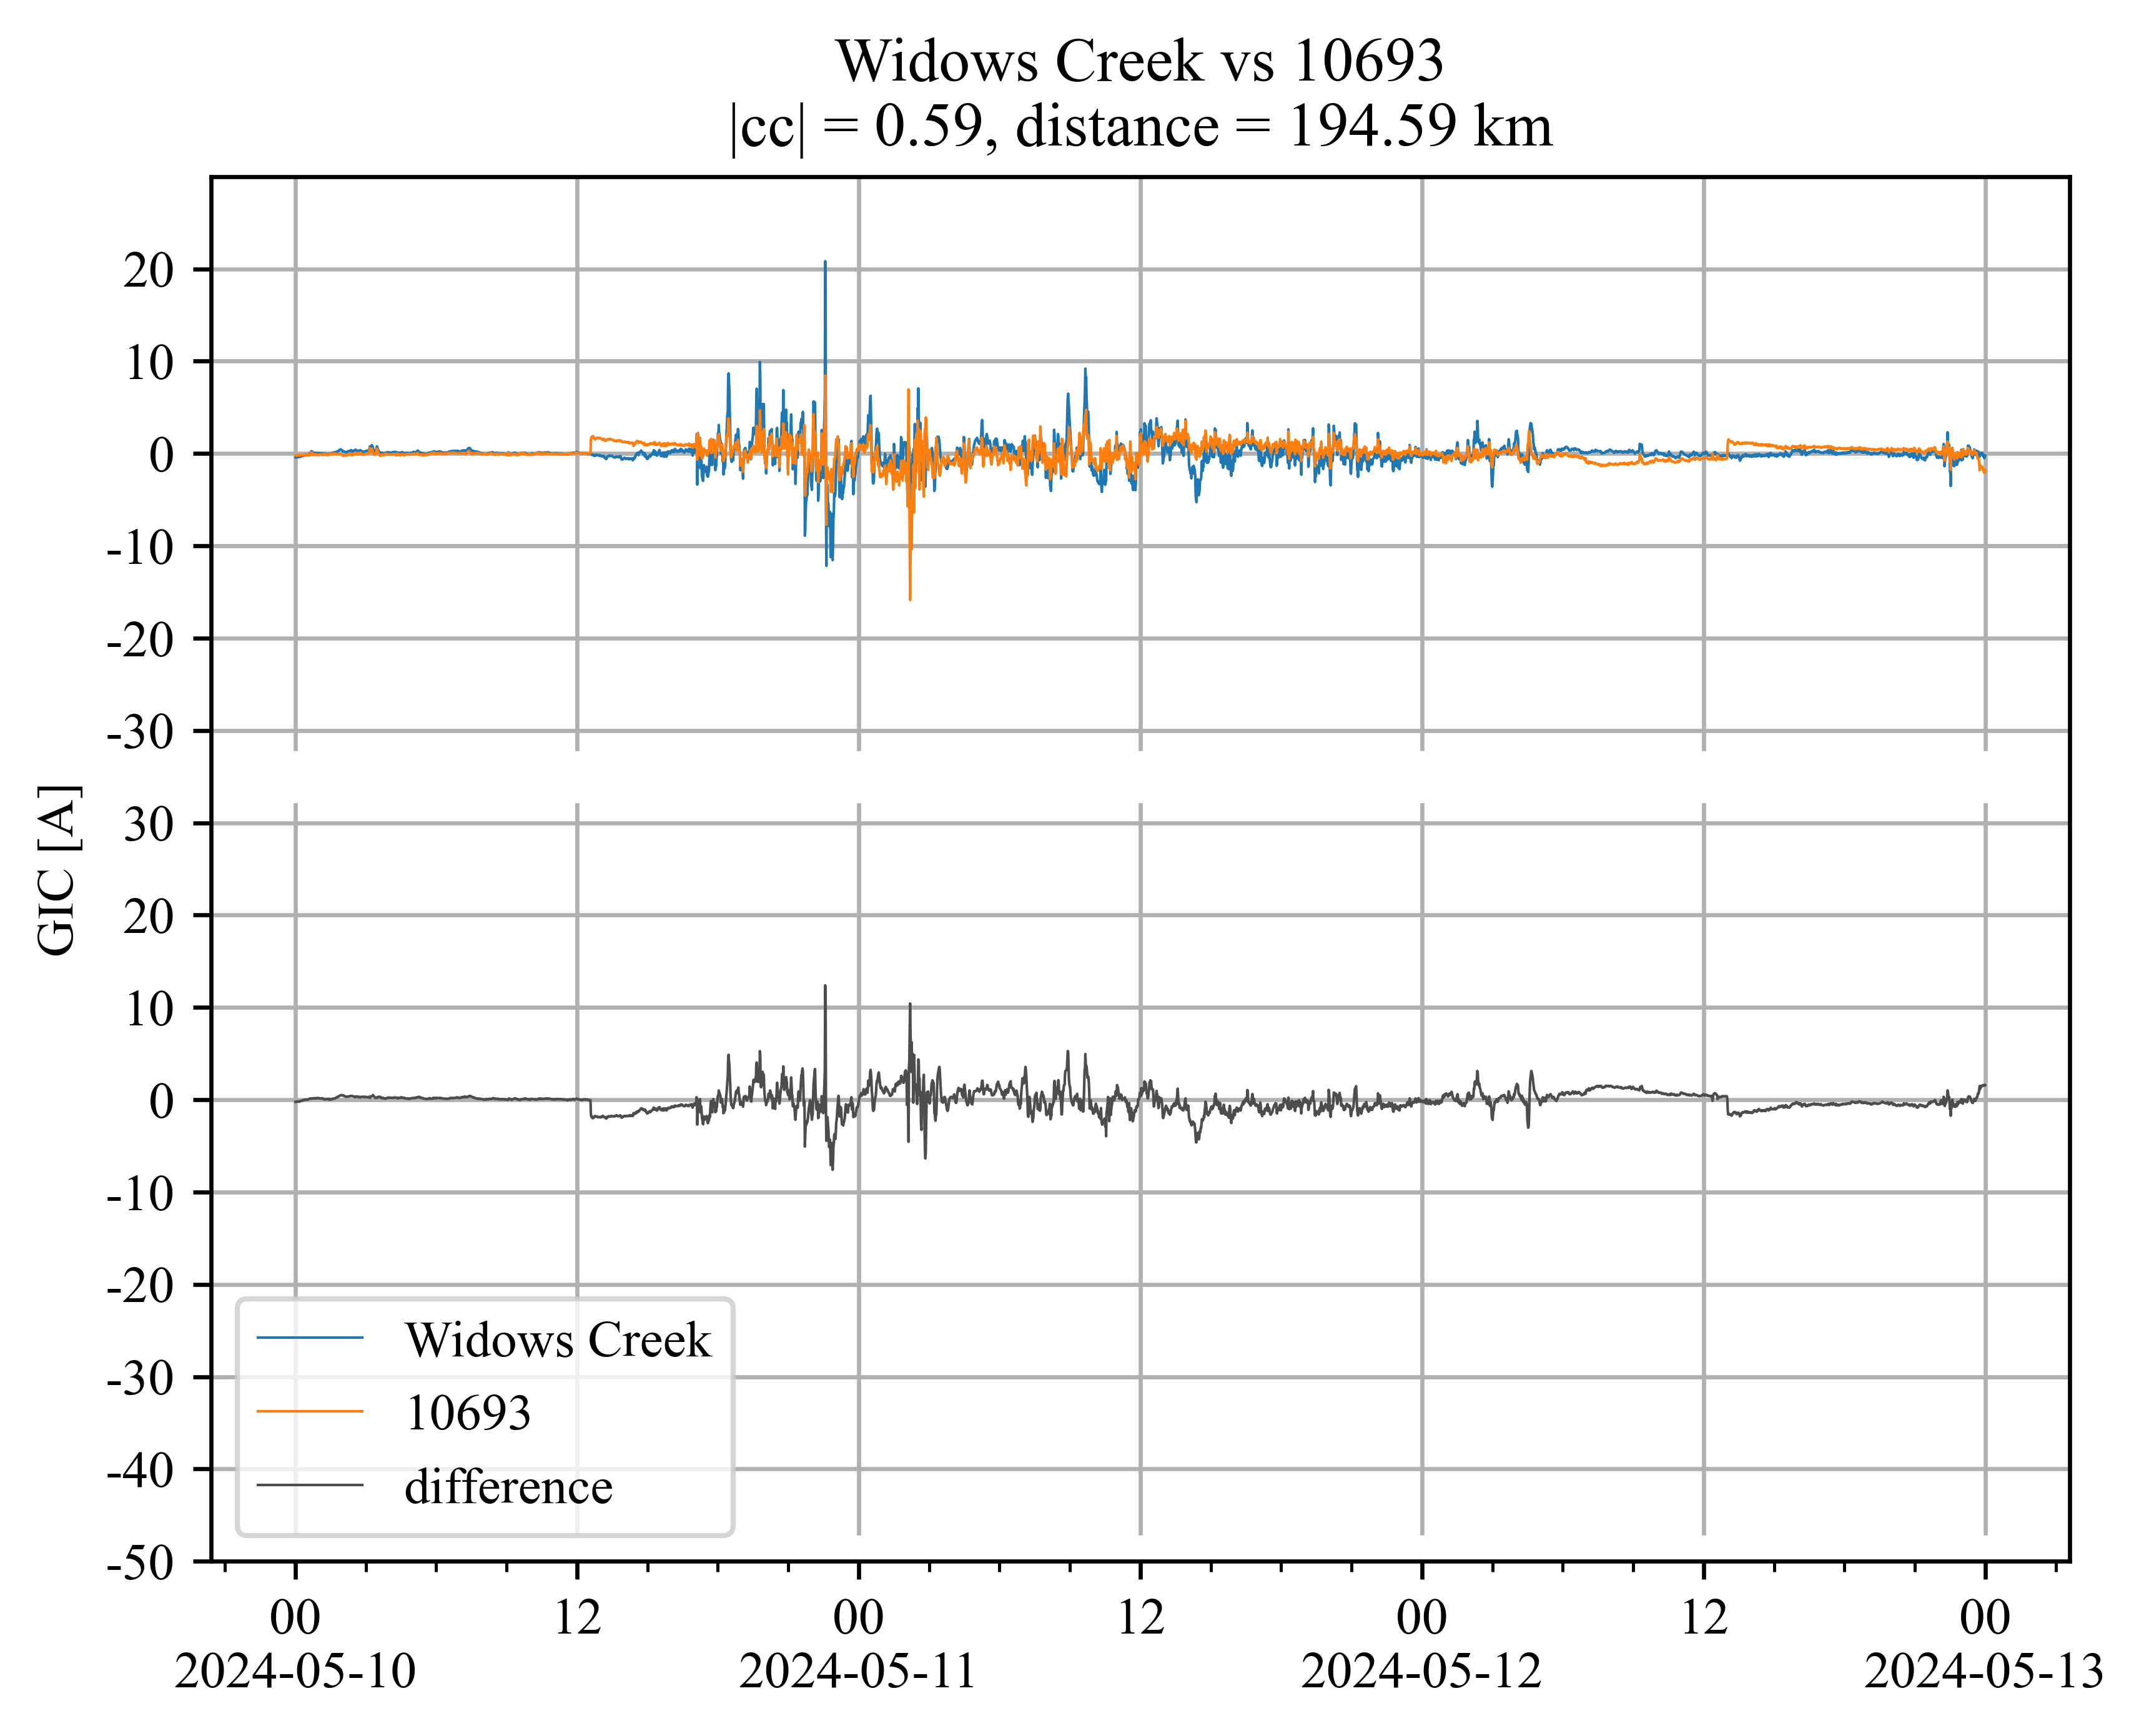 Widows Creek vs 10693
|cc| = 0.59, distance = 194.59 km
GIC [A]
20
10
0
-10
-20
-30
30
20
10
0
-10
-20
-30
-40
-50
Widows Creek
10693
difference
00 12 00 12 00 12 00
2024-05-10 2024-05-11 2024-05-12 2024-05-13